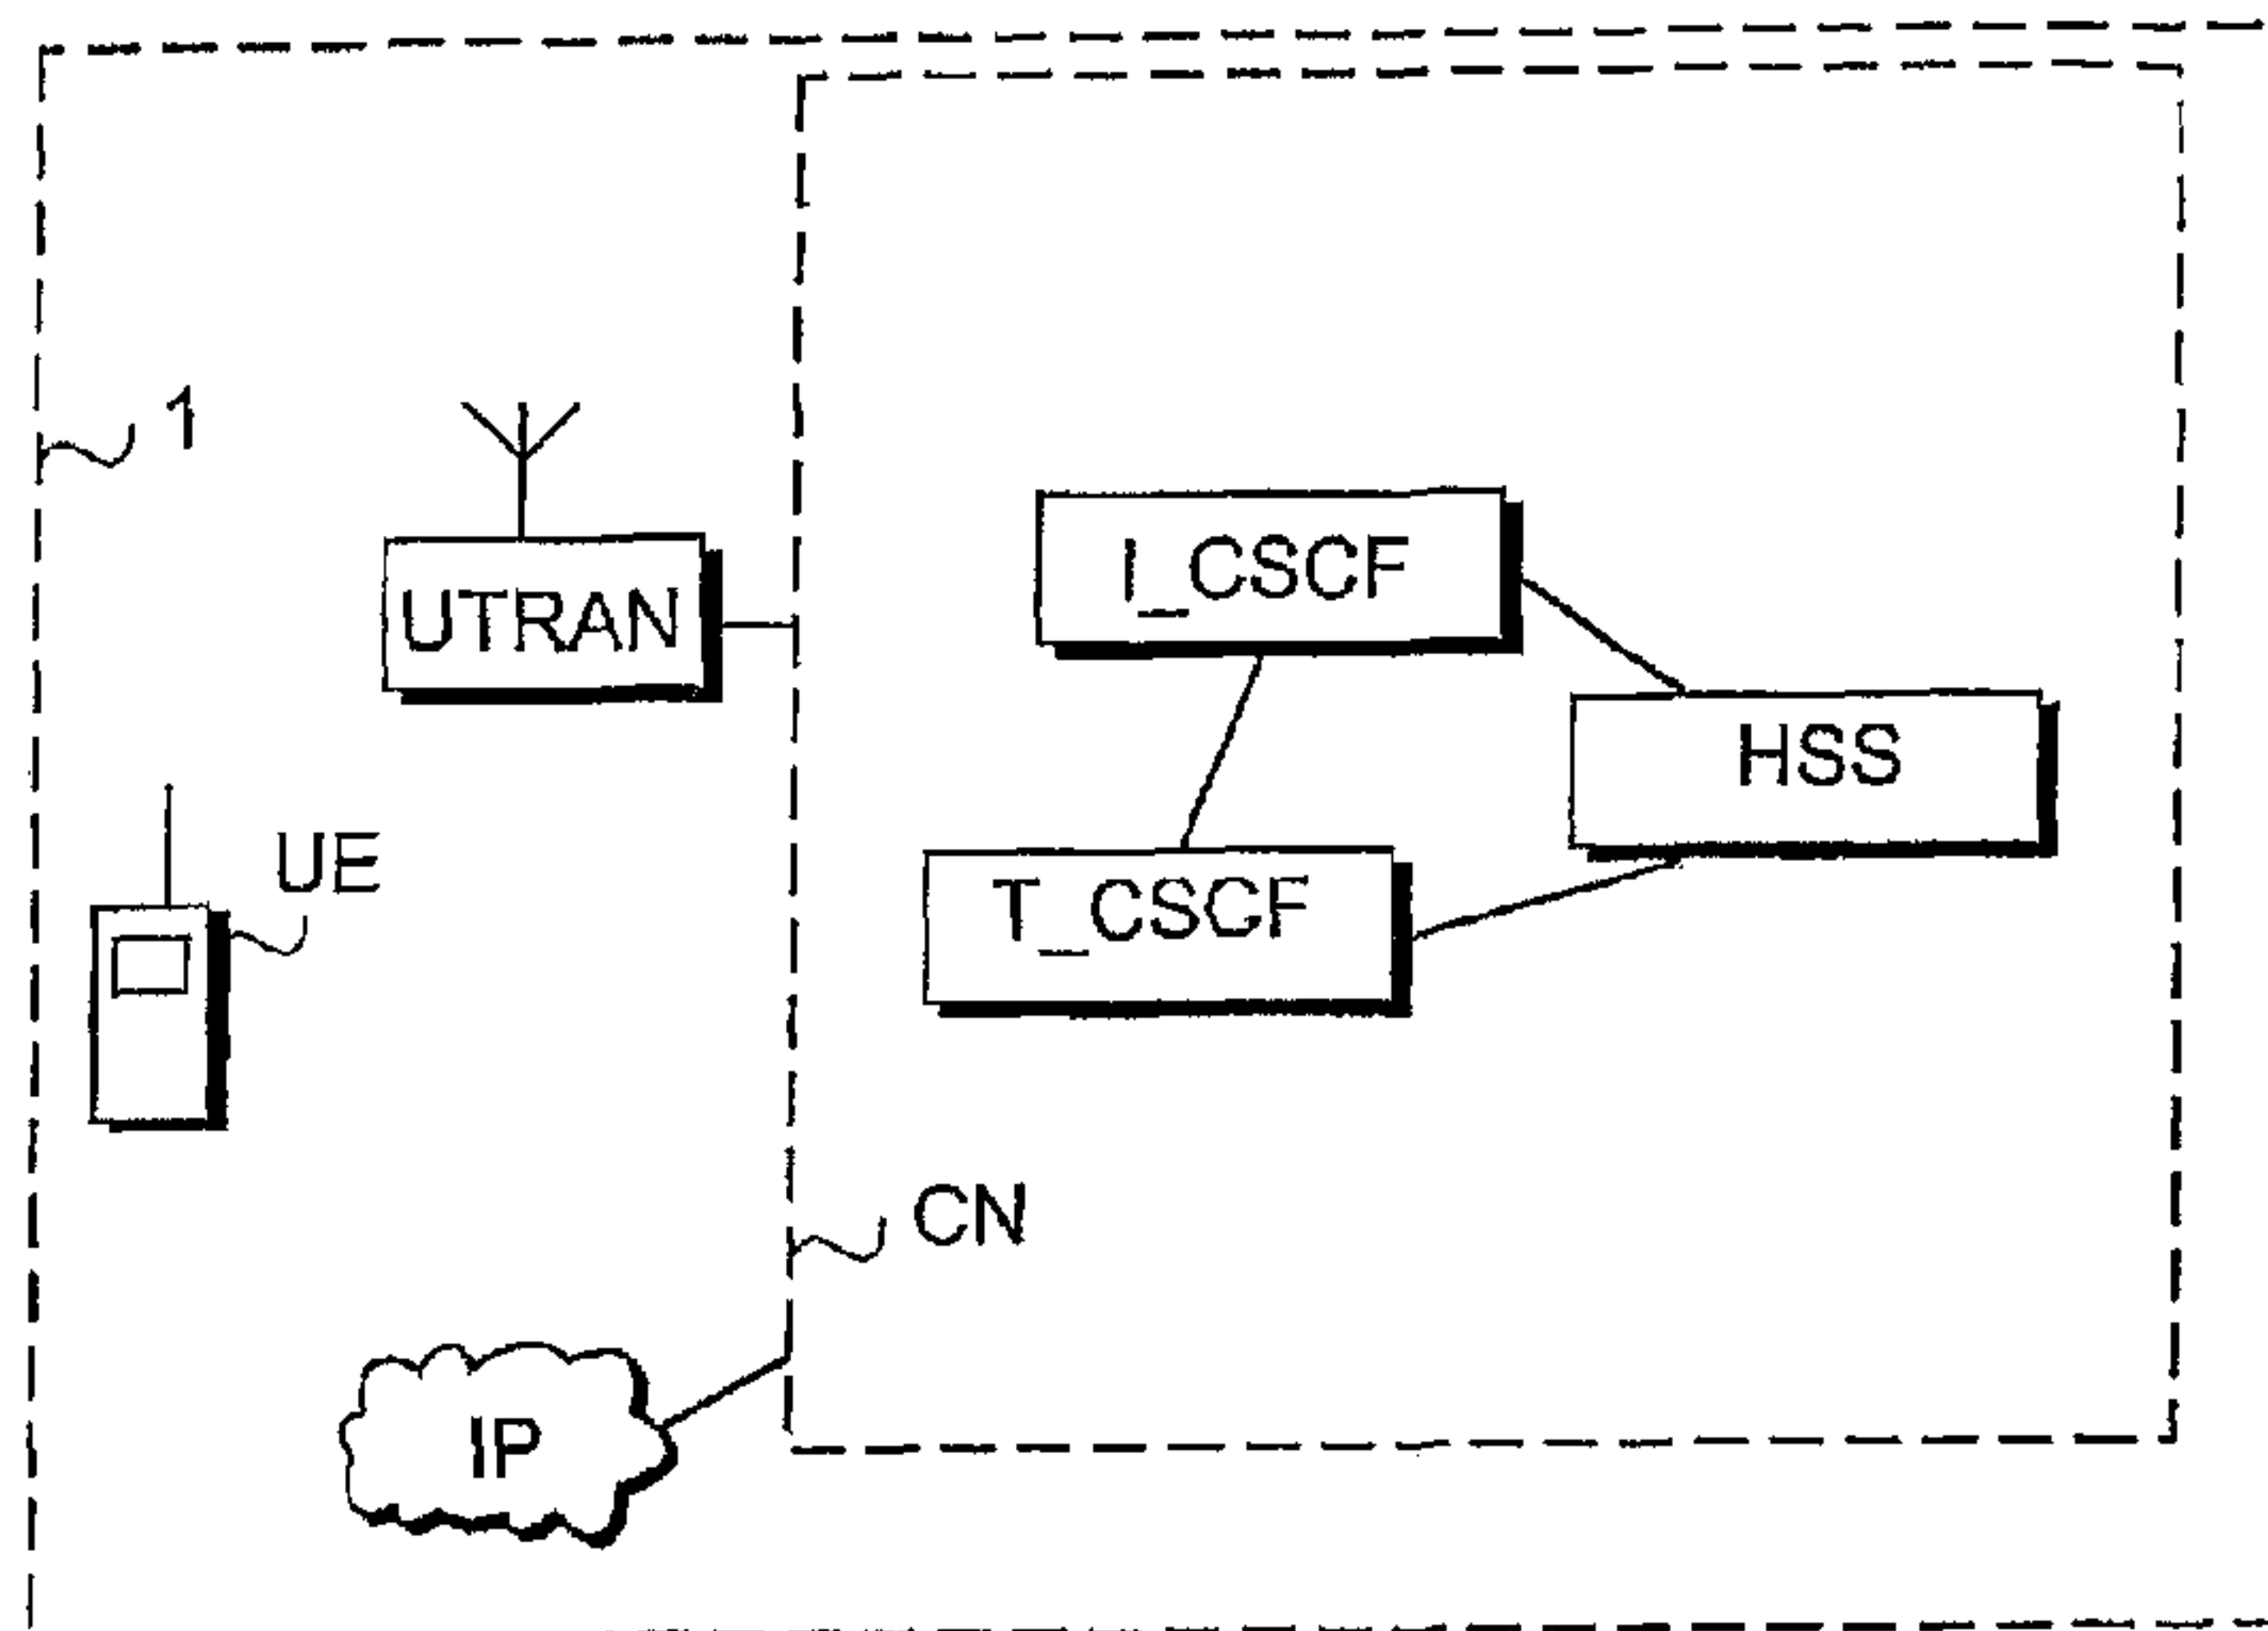 1
UTRAN
I_CSCF
HSS
UE
T_CSCF
CN
IP